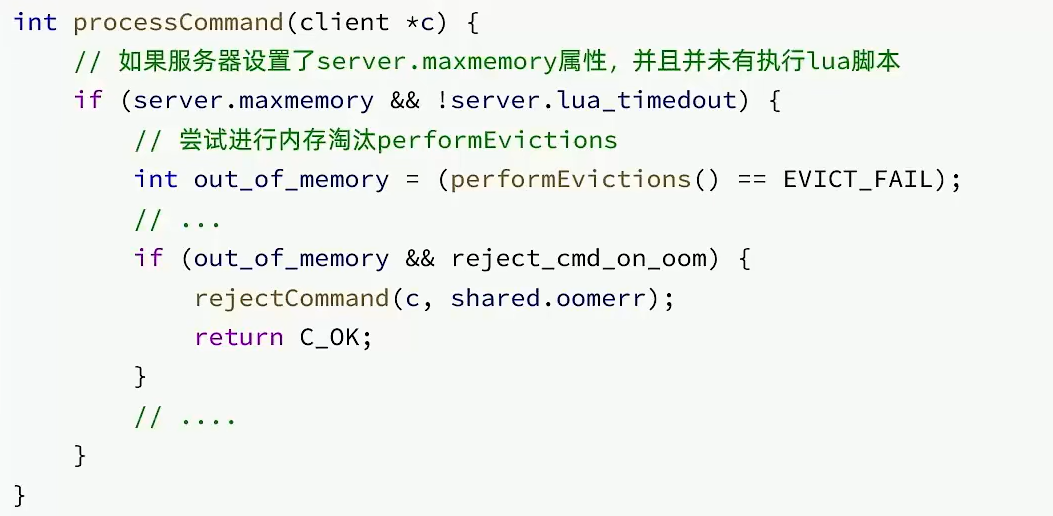 int processCommand(client *c) {
    // 如果服务器设置了server.maxmemory属性，并且并未有执行lua脚本
    if (server.maxmemory && !server.lua_timedout) {
        // 尝试进行内存淘汰performEvictions
        int out_of_memory = (performEvictions() == EVICT_FAIL);
        // ...
        if (out_of_memory && reject_cmd_on_oom) {
            rejectCommand(c, shared.oomerr);
            return C_OK;
        }
        // ....
    }
}